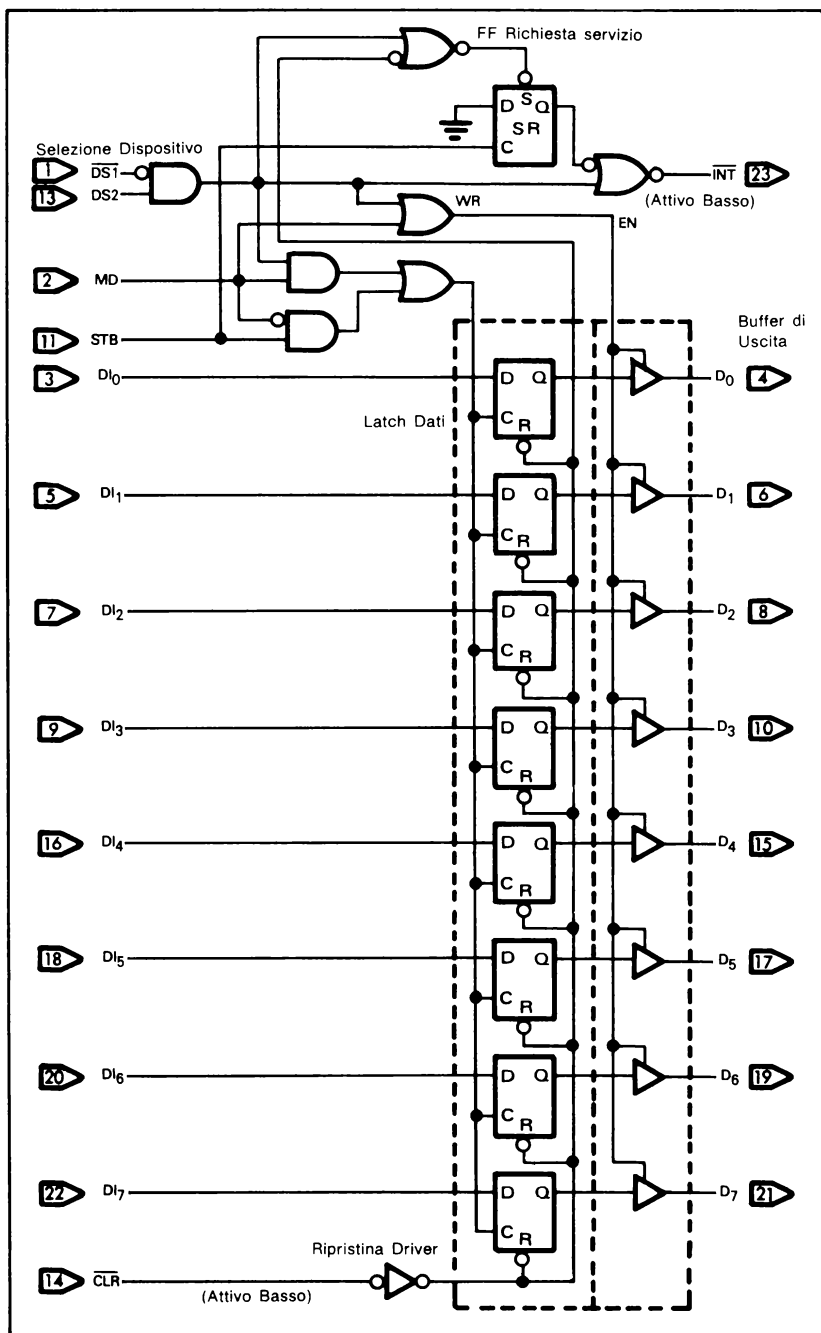 FF Richiesta servizio
S
D Q
SR
C
Selezione Dispositivo
1 DS1
13 DS2
INT 23
(Attivo Basso)
WR
EN
2 MD
11 STB
Buffer di
Uscita
3 DI0 D Q D0 4
Latch Dati
C R
5 DI1 D Q D1 6
C R
7 DI2 D Q D2 8
C R
9 DI3 D Q D3 10
C R
16 DI4 D Q D4 15
C R
18 DI5 D Q D5 17
C R
20 DI6 D Q D6 19
C R
22 DI7 D Q D7 21
C R
Ripristina Driver
14 CLR
(Attivo Basso)